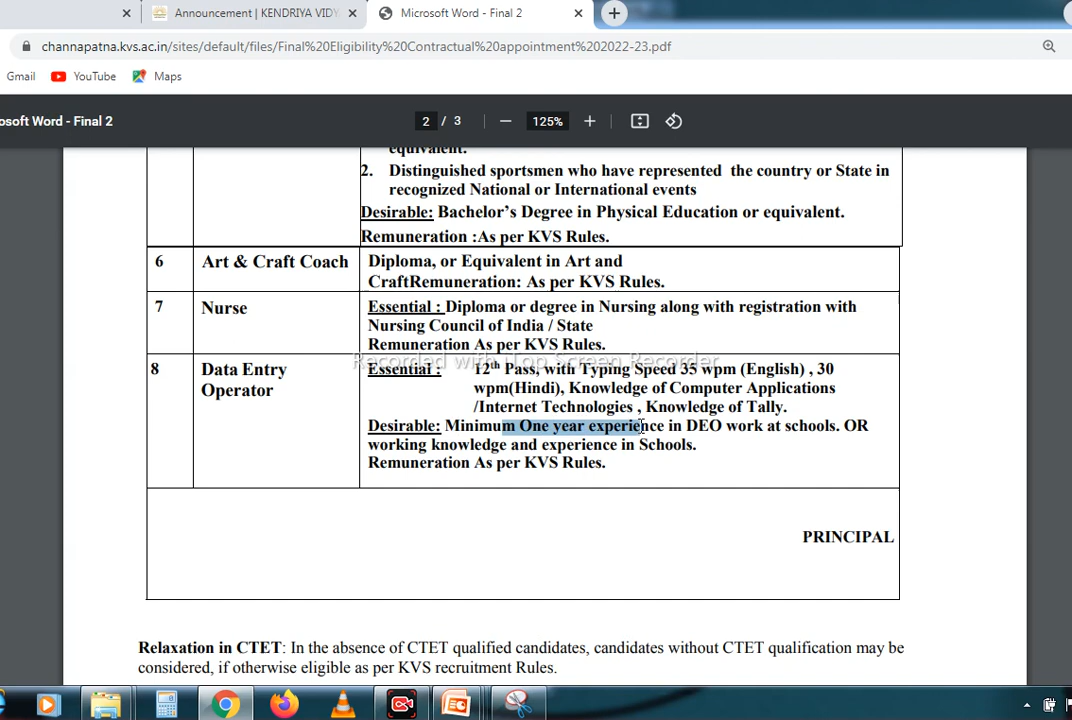 Announcement | KENDRIYA VIDY
Microsoft Word - Final 2
channapatna.kvs.ac.in/sites/default/files/Final%20Eligibility%20Contractual%20appointment%202022-23.pdf
Gmail YouTube Maps
osoft Word - Final 2
2 / 3
125%
equivalent.
2. Distinguished sportsmen who have represented the country or State in
recognized National or International events
Desirable: Bachelor's Degree in Physical Education or equivalent.
Remuneration :As per KVS Rules.
6 Art & Craft Coach Diploma, or Equivalent in Art and
CraftRemuneration: As per KVS Rules.
7 Nurse Essential : Diploma or degree in Nursing along with registration with
Nursing Council of India / State
Remuneration As per KVS Rules.
Recorded with iTop Screen Recorder
8 Data Entry Operator
Essential : 12th Pass, with Typing Speed 35 wpm (English) , 30
wpm(Hindi), Knowledge of Computer Applications
/Internet Technologies , Knowledge of Tally.
Desirable: Minimum One year experience in DEO work at schools. OR
working knowledge and experience in Schools.
Remuneration As per KVS Rules.
PRINCIPAL
Relaxation in CTET: In the absence of CTET qualified candidates, candidates without CTET qualification may be
considered, if otherwise eligible as per KVS recruitment Rules.